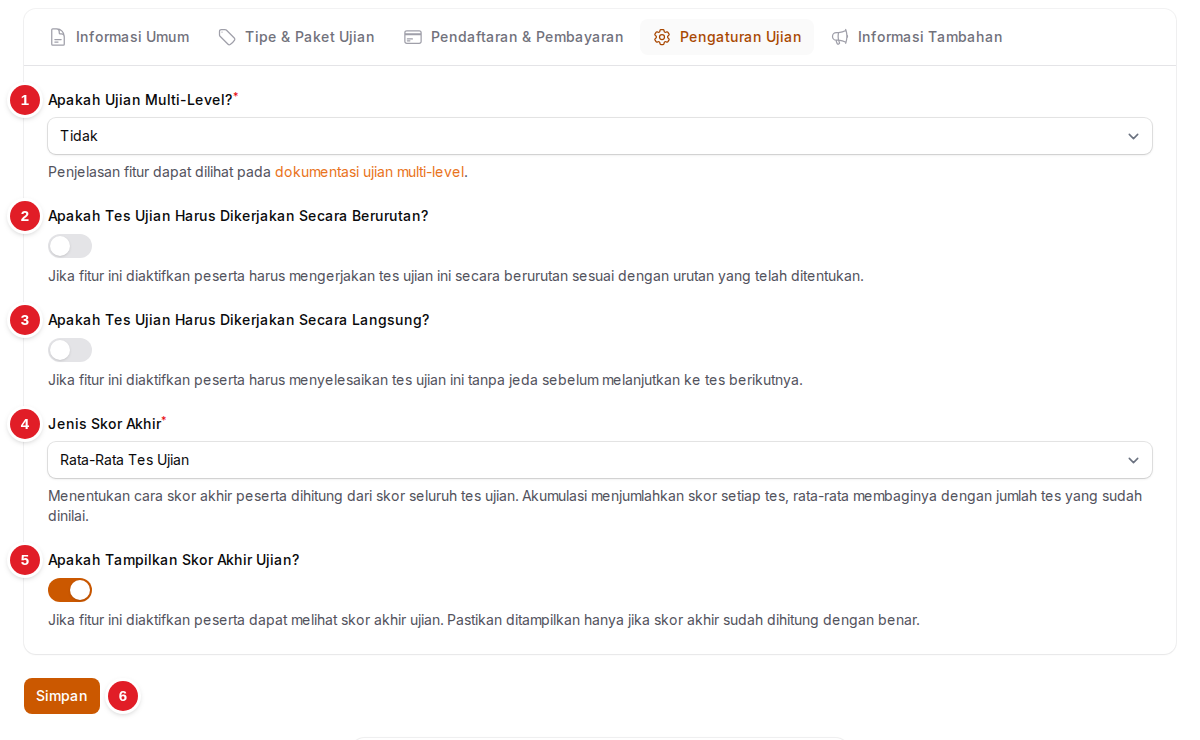 Informasi Umum Tipe & Paket Ujian Pendaftaran & Pembayaran Pengaturan Ujian Informasi Tambahan
1 Apakah Ujian Multi-Level?*
Tidak
Penjelasan fitur dapat dilihat pada dokumentasi ujian multi-level.
2 Apakah Tes Ujian Harus Dikerjakan Secara Berurutan?
Jika fitur ini diaktifkan peserta harus mengerjakan tes ujian ini secara berurutan sesuai dengan urutan yang telah ditentukan.
3 Apakah Tes Ujian Harus Dikerjakan Secara Langsung?
Jika fitur ini diaktifkan peserta harus menyelesaikan tes ujian ini tanpa jeda sebelum melanjutkan ke tes berikutnya.
4 Jenis Skor Akhir*
Rata-Rata Tes Ujian
Menentukan cara skor akhir peserta dihitung dari skor seluruh tes ujian. Akumulasi menjumlahkan skor setiap tes, rata-rata membaginya dengan jumlah tes yang sudah
dinilai.
5 Apakah Tampilkan Skor Akhir Ujian?
Jika fitur ini diaktifkan peserta dapat melihat skor akhir ujian. Pastikan ditampilkan hanya jika skor akhir sudah dihitung dengan benar.
Simpan 6